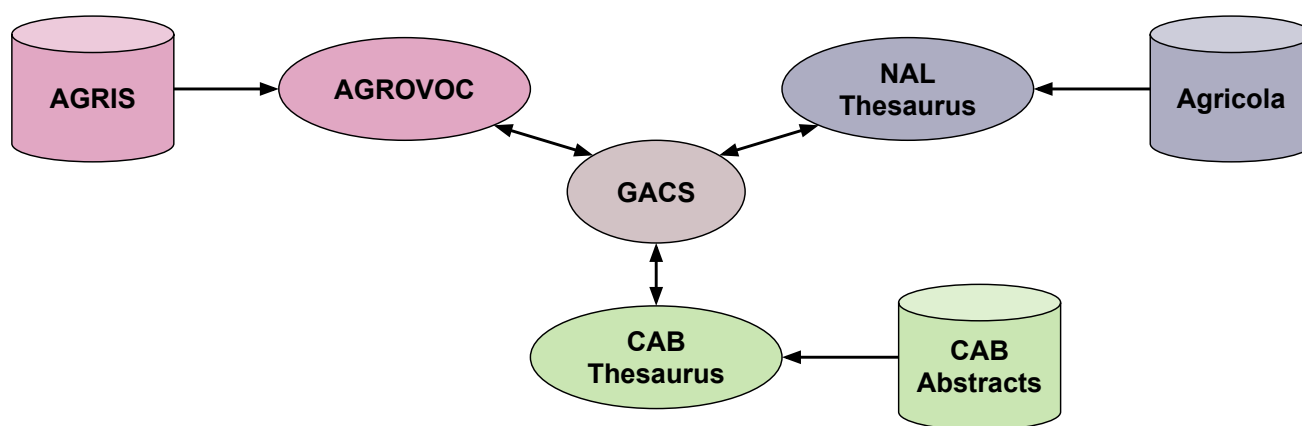 AGRIS
AGROVOC
NAL
Thesaurus
Agricola
GACS
CAB
Thesaurus
CAB
Abstracts